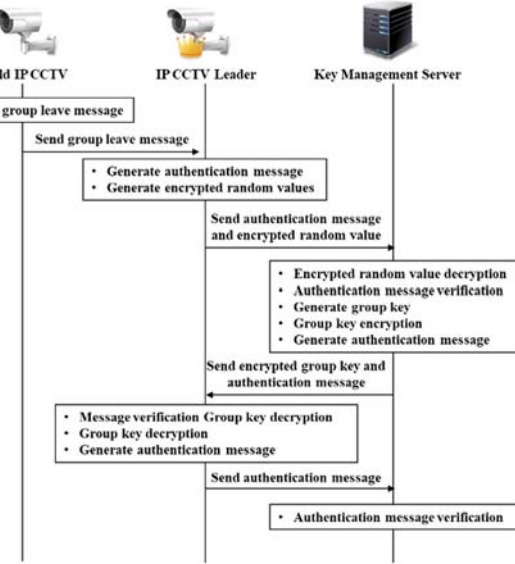 ld IP CCTV
IP CCTV Leader
Key Management Server
group leave message
Send group leave message
• Generate authentication message
• Generate encrypted random values
Send authentication message
and encrypted random value
• Encrypted random value decryption
• Authentication message verification
• Generate group key
• Group key encryption
• Generate authentication message
Send encrypted group key and
authentication message
• Message verification Group key decryption
• Group key decryption
• Generate authentication message
Send authentication message
• Authentication message verification